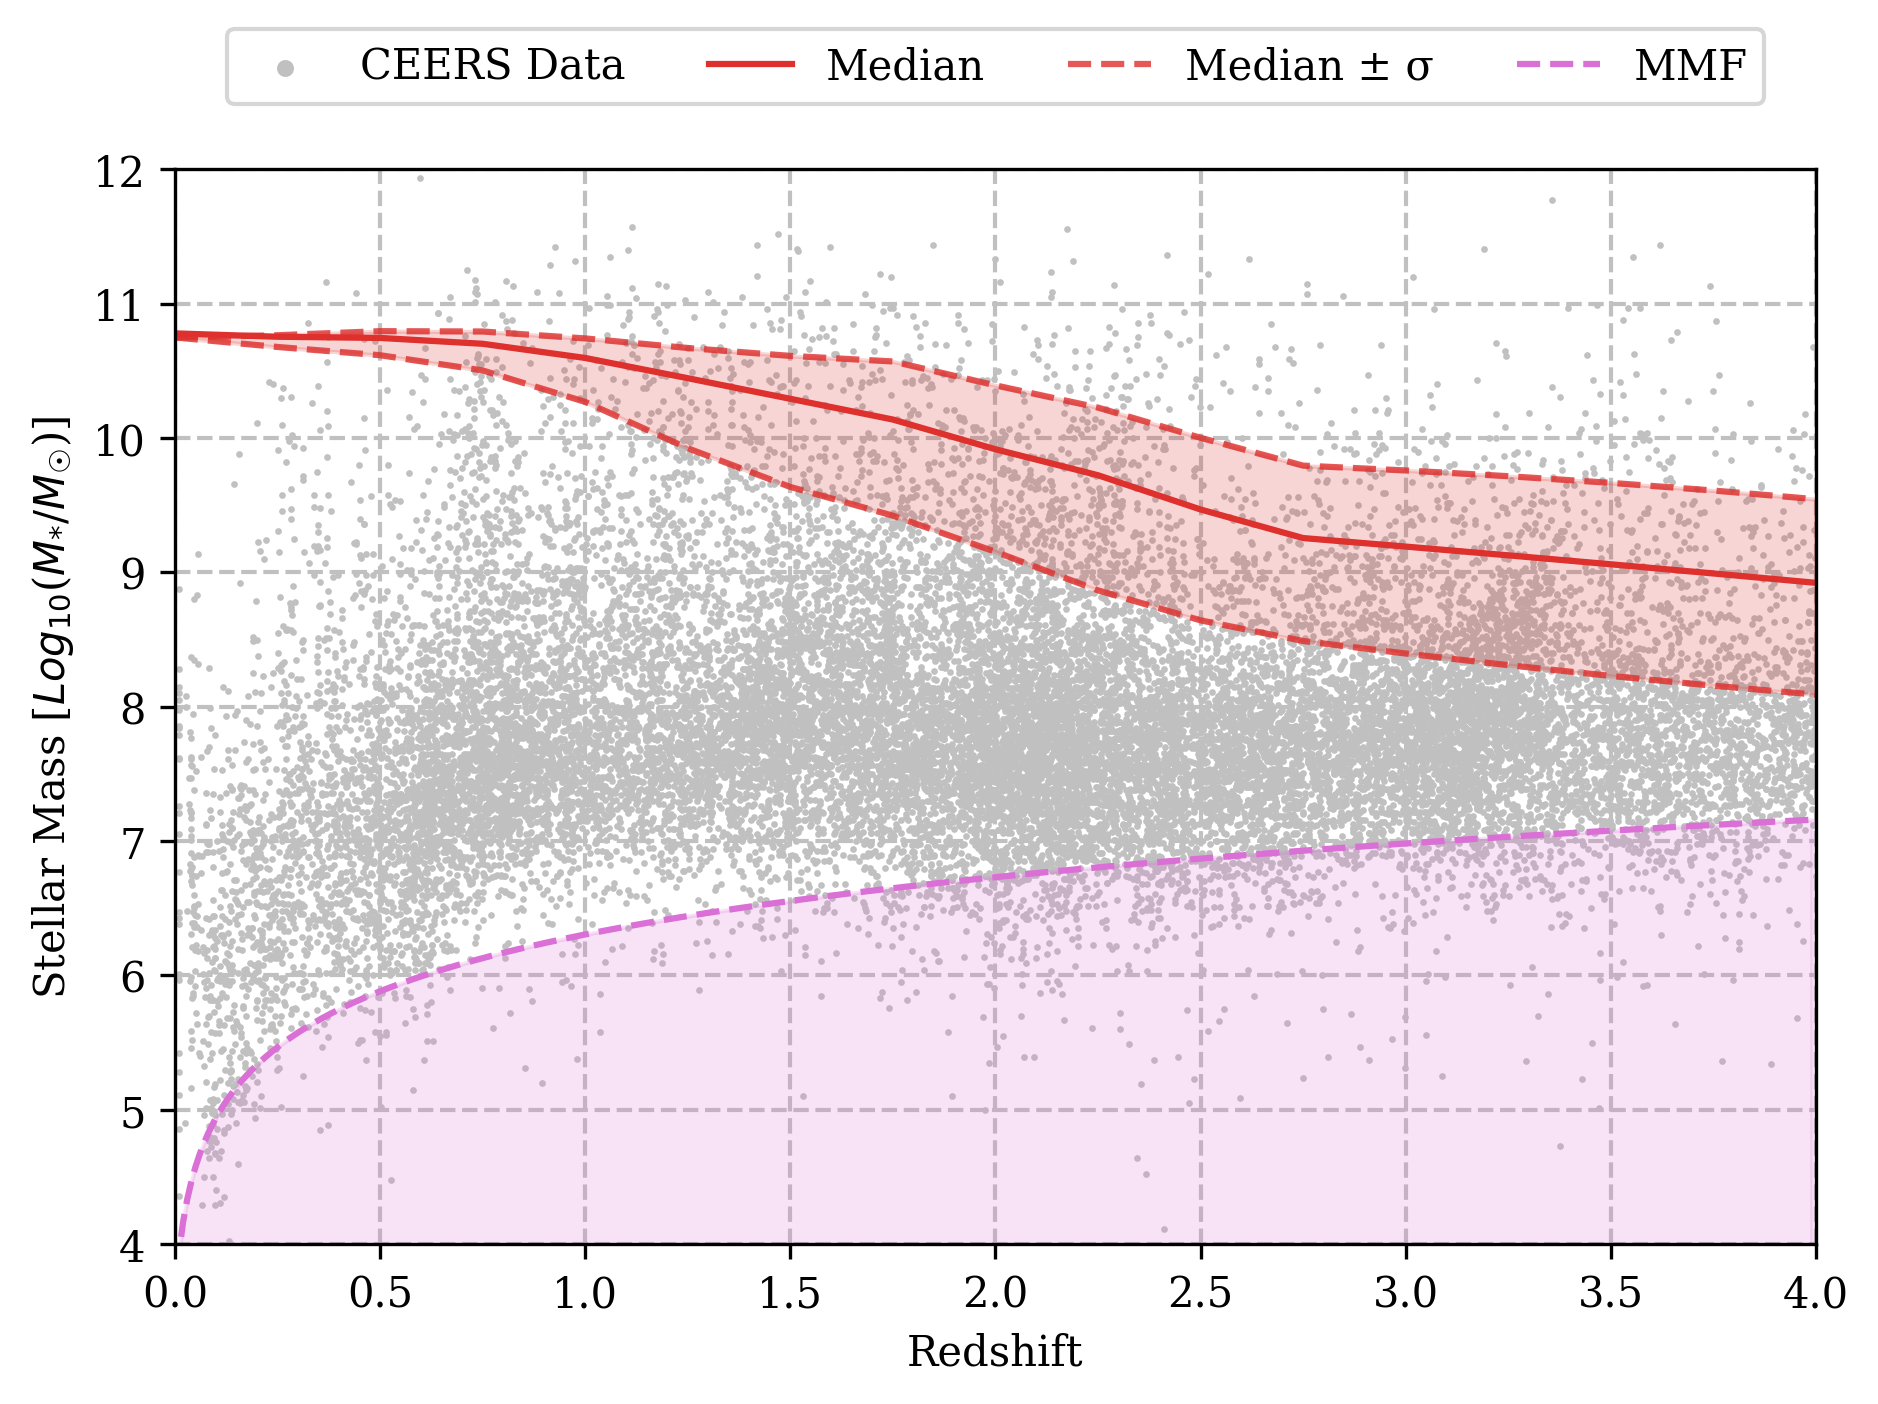 CEERS Data Median Median ± σ MMF
12
11
10
9
8
7
6
5
4
Stellar Mass [Log₁₀(M∗/M☉)]
0.0 0.5 1.0 1.5 2.0 2.5 3.0 3.5 4.0
Redshift